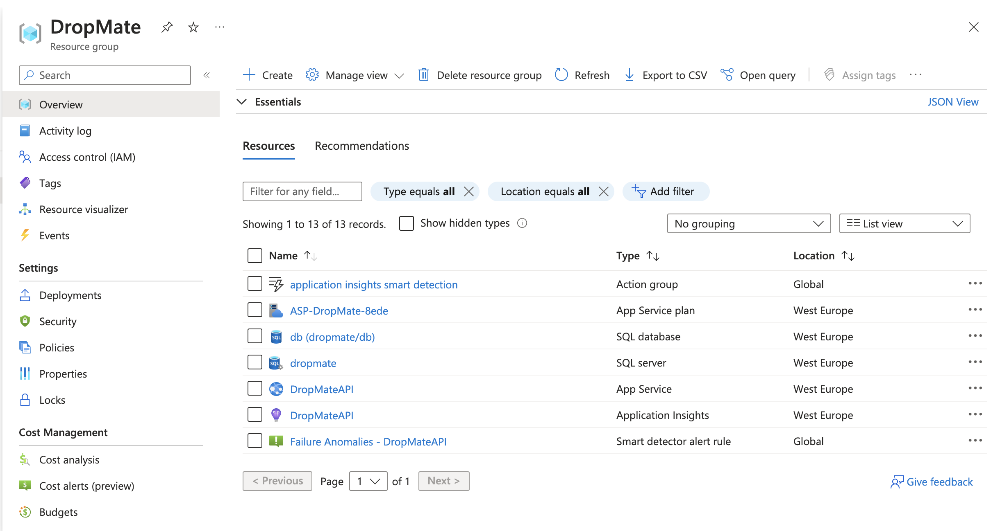 DropMate
Resource group
Search
Overview
Activity log
Access control (IAM)
Tags
Resource visualizer
Events
Settings
Deployments
Security
Policies
Properties
Locks
Cost Management
Cost analysis
Cost alerts (preview)
Budgets
Create Manage view Delete resource group Refresh Export to CSV Open query Assign tags
Essentials JSON View
Resources Recommendations
Filter for any field... Type equals all Location equals all Add filter
Showing 1 to 13 of 13 records. Show hidden types No grouping List view
Name Type Location
application insights smart detection Action group Global
ASP-DropMate-8ede App Service plan West Europe
SQL db (dropmate/db) SQL database West Europe
SQL dropmate SQL server West Europe
DropMateAPI App Service West Europe
DropMateAPI Application Insights West Europe
Failure Anomalies - DropMateAPI Smart detector alert rule Global
< Previous Page 1 of 1 Next > Give feedback